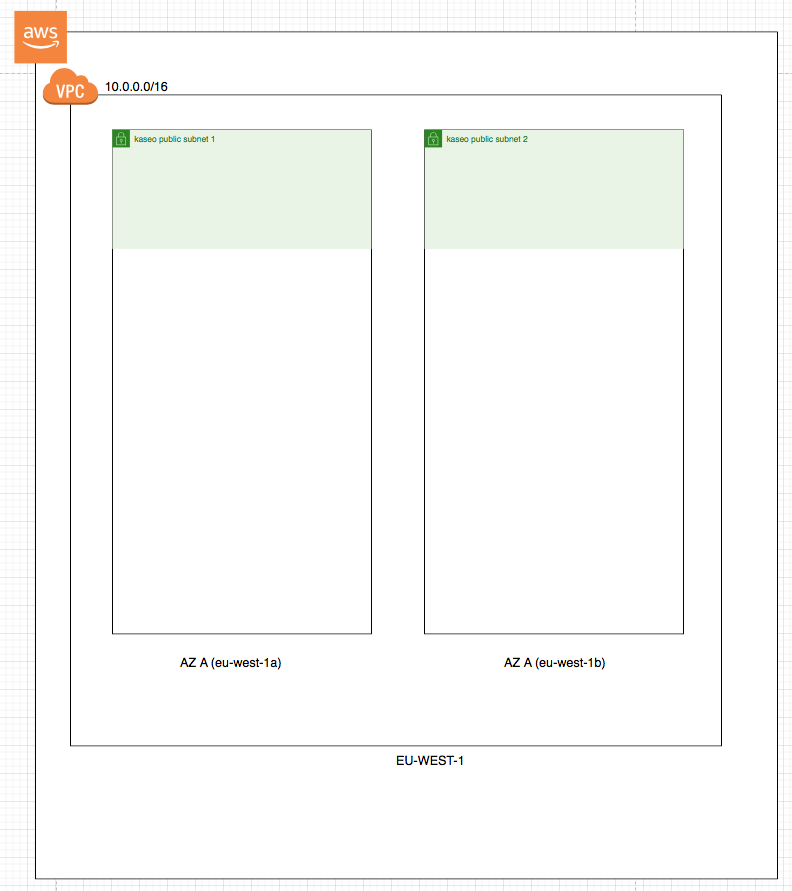 aws
VPC
10.0.0.0/16
kaseo public subnet 1
kaseo public subnet 2
AZ A (eu-west-1a)
AZ A (eu-west-1b)
EU-WEST-1